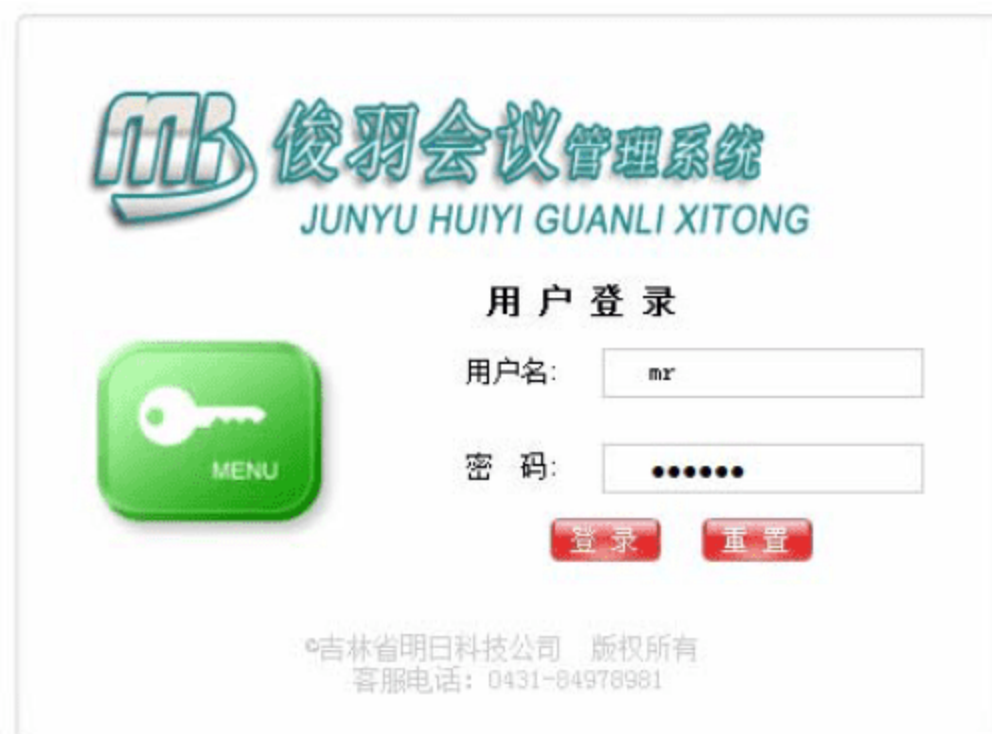 mr 俊羽会议管理系统
JUNYU HUIYI GUANLI XITONG
用户登录
用户名: mr
MENU
密 码: ●●●●●●
登录 重置
©吉林省明日科技公司 版权所有
客服电话: 0431-84978981